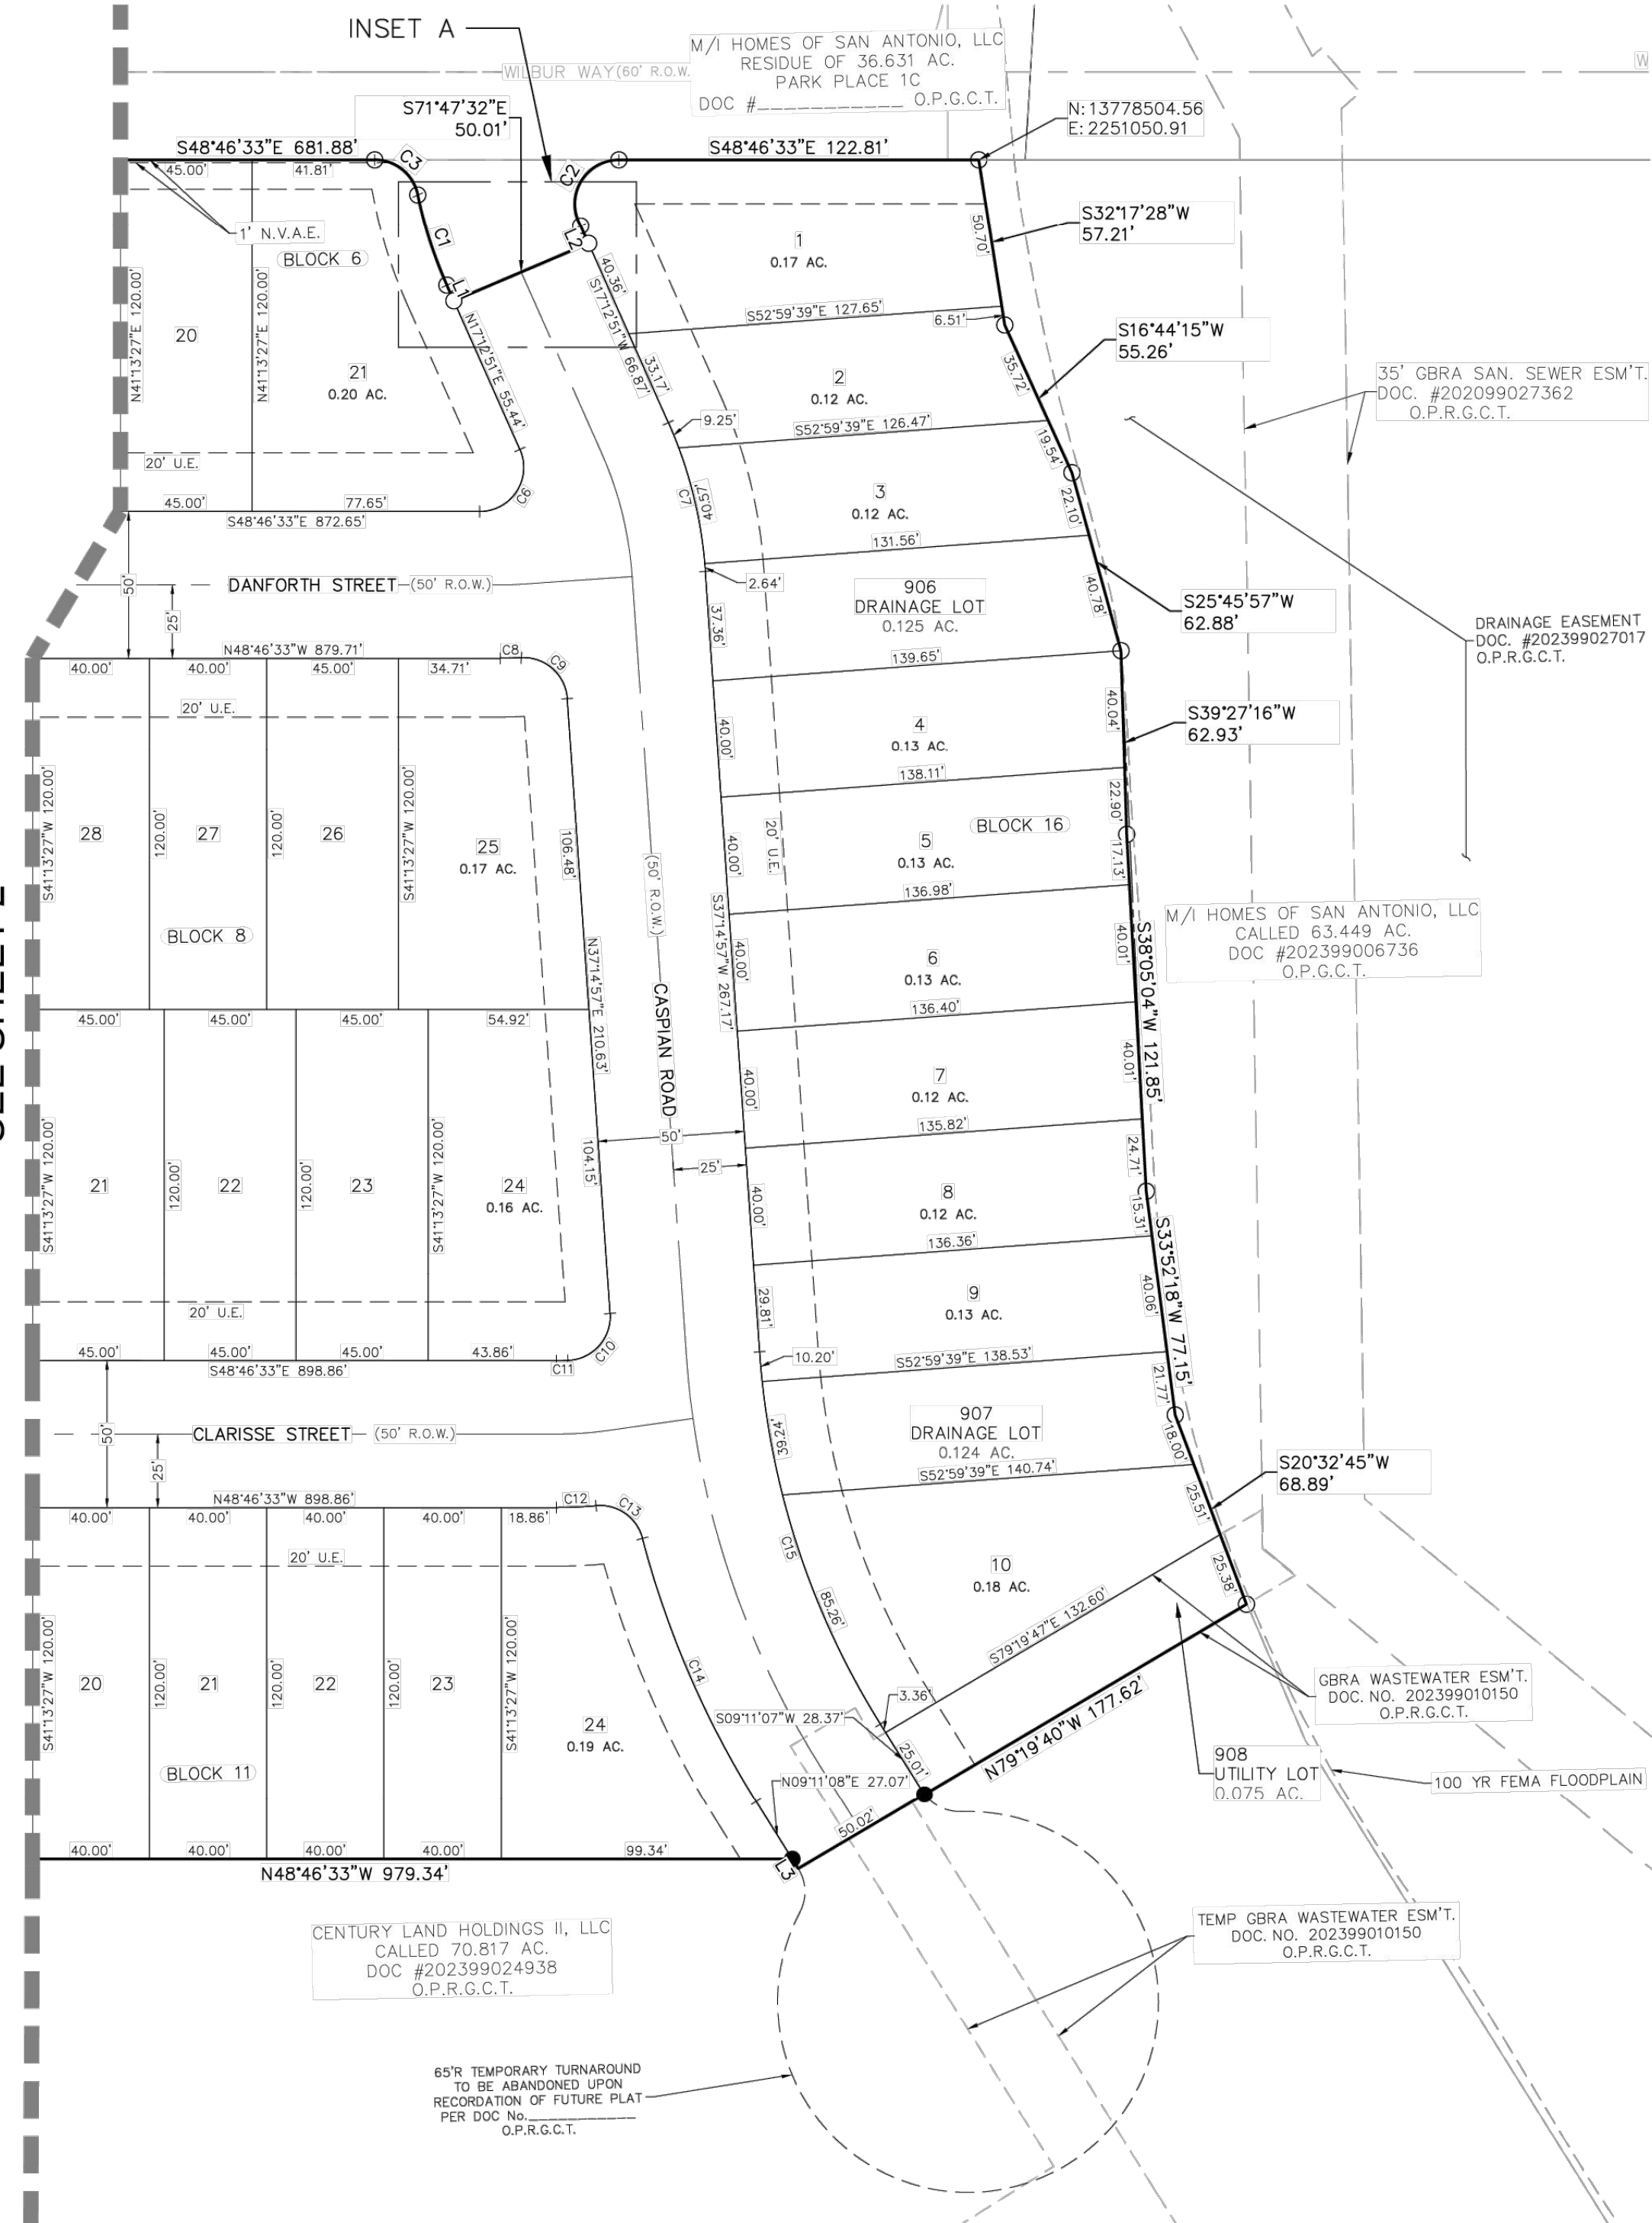 INSET A
M/I HOMES OF SAN ANTONIO, LLC
RESIDUE OF 36.631 AC.
PARK PLACE 1C
DOC #___________ O.P.G.C.T.
WILBUR WAY(60' R.O.W.
W
S71°47'32"E
50.01'
N:13778504.56
E:2251050.91
S48°46'33"E 681.88'
C3
C2
S48°46'33"E 122.81'
45.00'
41.81'
1' N.V.A.E.
BLOCK 6
C1
L2
L1
S32°17'28"W
57.21'
50.70'
1
0.17 AC.
40.36'
S17°12'51"W 66.87'
S52°59'39"E 127.65'
6.51'
N41°13'27"E 120.00'
N41°13'27"E 120.00'
20
21
0.20 AC.
N17°12'51"E 55.44'
33.17'
S16°44'15"W
55.26'
35.72'
2
0.12 AC.
9.25'
S52°59'39"E 126.47'
19.54'
35' GBRA SAN. SEWER ESM'T.
DOC. #202099027362
O.P.R.G.C.T.
20' U.E.
45.00'
77.65'
C6
S48°46'33"E 872.65'
C7
40.57'
3
0.12 AC.
22.10'
131.56'
50'
25'
DANFORTH STREET (50' R.O.W.)
2.64'
906
DRAINAGE LOT
0.125 AC.
40.78'
S25°45'57"W
62.88'
DRAINAGE EASEMENT
DOC. #202399027017
O.P.R.G.C.T.
37.36'
N48°46'33"W 879.71'
C8
C9
40.00'
40.00'
45.00'
34.71'
139.65'
20' U.E.
40.00'
4
0.13 AC.
40.04'
S39°27'16"W
62.93'
138.11'
S41°13'27"W 120.00'
28
120.00'
27
120.00'
26
S41°13'27"W 120.00'
25
0.17 AC.
106.48'
(50' R.O.W.)
40.00'
20' U.E.
5
0.13 AC.
BLOCK 16
22.90'
17.13'
136.98'
BLOCK 8
S37°14'57"W 267.17'
40.00'
6
0.13 AC.
40.01'
S38°05'04"W 121.85'
M/I HOMES OF SAN ANTONIO, LLC
CALLED 63.449 AC.
DOC #202399006736
O.P.G.C.T.
136.40'
45.00'
45.00'
45.00'
54.92'
N37°14'57"E 210.63'
CASPIAN ROAD
40.00'
7
0.12 AC.
40.01'
135.82'
S41°13'27"W 120.00'
21
120.00'
22
120.00'
23
S41°13'27"W 120.00'
24
0.16 AC.
104.15'
50'
25'
40.00'
8
0.12 AC.
24.71'
15.31'
136.36'
20' U.E.
29.81'
9
0.13 AC.
40.06'
S33°52'18"W 77.15'
45.00'
45.00'
45.00'
43.86'
C11
C10
S48°46'33"E 898.86'
10.20'
S52°59'39"E 138.53'
21.77'
50'
25'
CLARISSE STREET (50' R.O.W.)
39.24'
907
DRAINAGE LOT
0.124 AC.
S52°59'39"E 140.74'
18.00'
S20°32'45"W
68.89'
25.51'
N48°46'33"W 898.86'
C12
C13
40.00'
40.00'
40.00'
40.00'
18.86'
20' U.E.
C15
10
0.18 AC.
25.38'
85.26'
S79°19'47"E 132.60'
S41°13'27"W 120.00'
20
120.00'
21
120.00'
22
120.00'
23
S41°13'27"W 120.00'
24
0.19 AC.
C14
3.36'
S09°11'07"W 28.37'
25.01'
N79°19'40"W 177.62'
GBRA WASTEWATER ESM'T.
DOC. NO. 202399010150
O.P.R.G.C.T.
908
UTILITY LOT
0.075 AC.
100 YR FEMA FLOODPLAIN
BLOCK 11
N09°11'08"E 27.07'
50.02'
40.00'
40.00'
40.00'
40.00'
99.34'
L3
N48°46'33"W 979.34'
CENTURY LAND HOLDINGS II, LLC
CALLED 70.817 AC.
DOC #202399024938
O.P.R.G.C.T.
TEMP GBRA WASTEWATER ESM'T.
DOC. NO. 202399010150
O.P.R.G.C.T.
65'R TEMPORARY TURNAROUND
TO BE ABANDONED UPON
RECORDATION OF FUTURE PLAT
PER DOC No.___________
O.P.R.G.C.T.